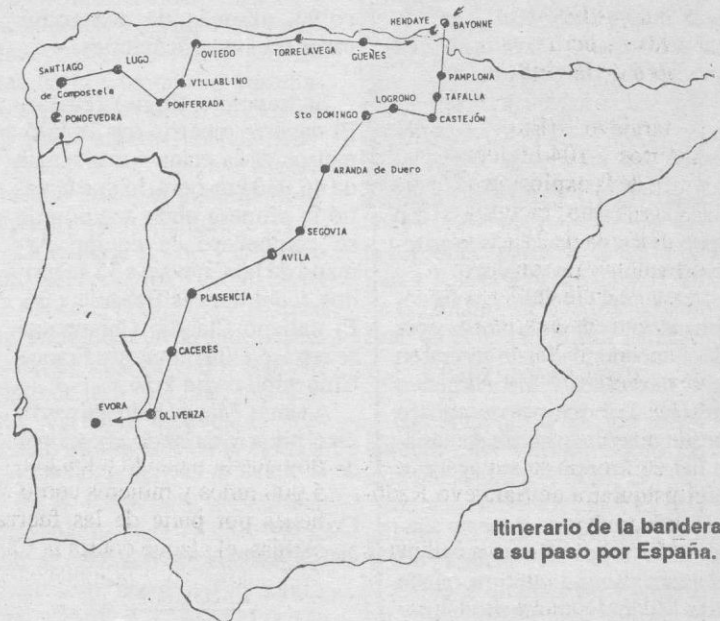 HENDAYE
BAYONNE
OVIEDO
TORRELAVEGA
GUEÑES
SANTIAGO
de Compostela
LUGO
VILLABLINO
PONFERRADA
PONDEVEDRA
PAMPLONA
TAFALLA
LOGROÑO
Sto DOMINGO
CASTEJÓN
ARANDA de Duero
SEGOVIA
AVILA
PLASENCIA
CACERES
EVORA
OLIVENZA
Itinerario de la bandera
a su paso por España.